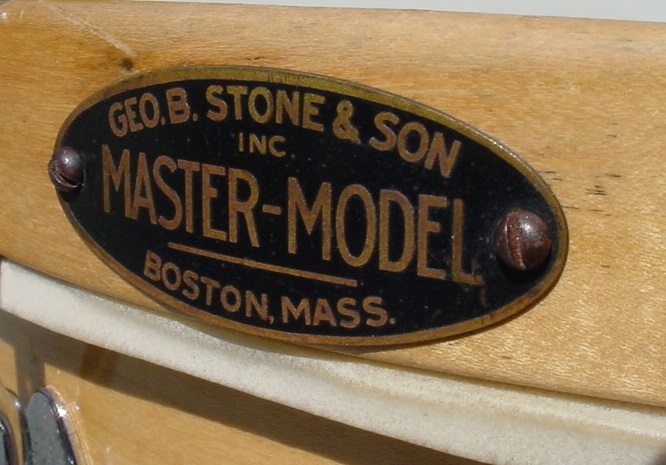 GEO. B. STONE & SON
INC.
MASTER-MODEL
BOSTON, MASS.